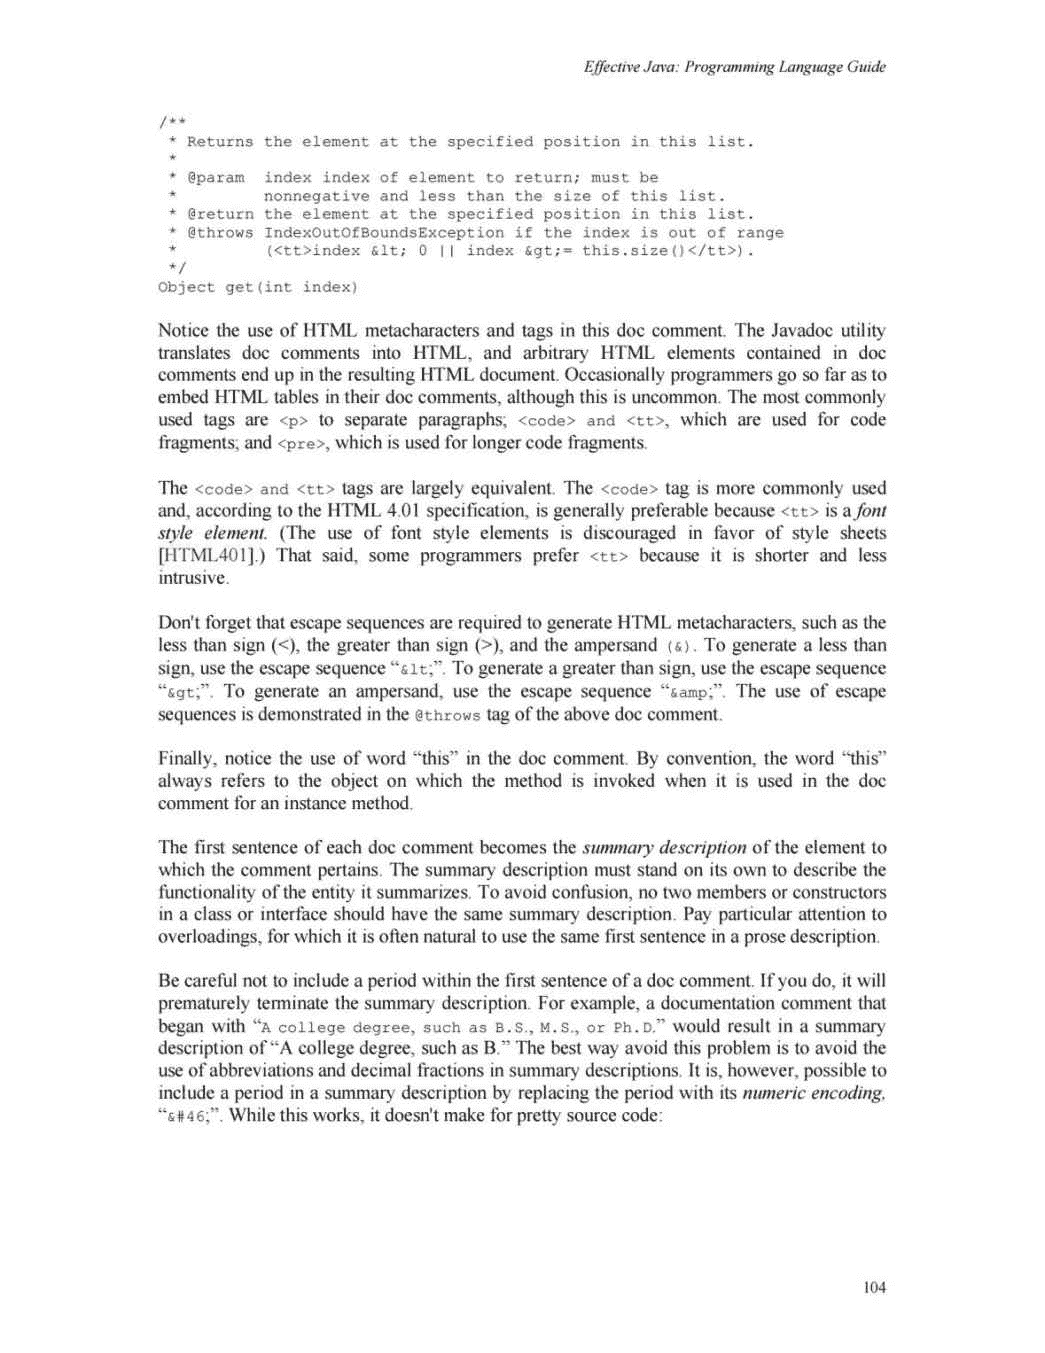 Effective Java: Programming Language Guide
/**
 * Returns the element at the specified position in this list.
 *
 * @param  index index of element to return; must be
 *         nonnegative and less than the size of this list.
 * @return the element at the specified position in this list.
 * @throws IndexOutOfBoundsException if the index is out of range
 *         (<tt>index &lt; 0 || index &gt;= this.size()</tt>).
 */
Object get(int index)
Notice the use of HTML metacharacters and tags in this doc comment. The Javadoc utility
translates doc comments into HTML, and arbitrary HTML elements contained in doc
comments end up in the resulting HTML document. Occasionally programmers go so far as to
embed HTML tables in their doc comments, although this is uncommon. The most commonly
used tags are <p> to separate paragraphs; <code> and <tt>, which are used for code
fragments; and <pre>, which is used for longer code fragments.
The <code> and <tt> tags are largely equivalent. The <code> tag is more commonly used
and, according to the HTML 4.01 specification, is generally preferable because <tt> is a font
style element. (The use of font style elements is discouraged in favor of style sheets
[HTML401].) That said, some programmers prefer <tt> because it is shorter and less
intrusive.
Don't forget that escape sequences are required to generate HTML metacharacters, such as the
less than sign (<), the greater than sign (>), and the ampersand (&). To generate a less than
sign, use the escape sequence “&lt;”. To generate a greater than sign, use the escape sequence
“&gt;”. To generate an ampersand, use the escape sequence “&amp;”. The use of escape
sequences is demonstrated in the @throws tag of the above doc comment.
Finally, notice the use of word “this” in the doc comment. By convention, the word “this”
always refers to the object on which the method is invoked when it is used in the doc
comment for an instance method.
The first sentence of each doc comment becomes the summary description of the element to
which the comment pertains. The summary description must stand on its own to describe the
functionality of the entity it summarizes. To avoid confusion, no two members or constructors
in a class or interface should have the same summary description. Pay particular attention to
overloadings, for which it is often natural to use the same first sentence in a prose description.
Be careful not to include a period within the first sentence of a doc comment. If you do, it will
prematurely terminate the summary description. For example, a documentation comment that
began with “A college degree, such as B.S., M.S., or Ph.D.” would result in a summary
description of “A college degree, such as B.” The best way avoid this problem is to avoid the
use of abbreviations and decimal fractions in summary descriptions. It is, however, possible to
include a period in a summary description by replacing the period with its numeric encoding,
“&#46;”. While this works, it doesn't make for pretty source code:
104